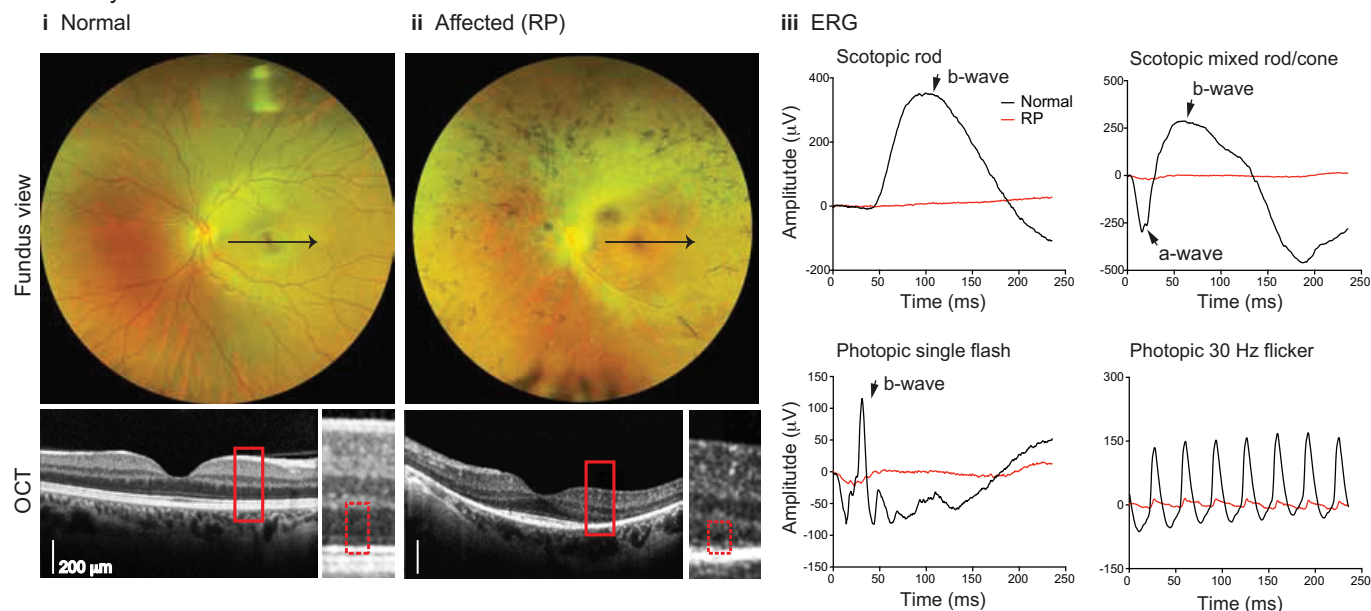 i Normal
ii Affected (RP)
iii ERG
Fundus view
OCT
200 µm
Scotopic rod
b-wave
Normal
RP
Amplitutde (µV)
400
200
0
-200
0 50 100 150 200 250
Time (ms)
Scotopic mixed rod/cone
b-wave
a-wave
500
250
0
-250
-500
0 50 100 150 200 250
Time (ms)
Photopic single flash
b-wave
Amplitutde (µV)
150
100
50
0
-50
-100
-150
0 50 100 150 200 250
Time (ms)
Photopic 30 Hz flicker
300
150
0
-150
0 50 100 150 200 250
Time (ms)